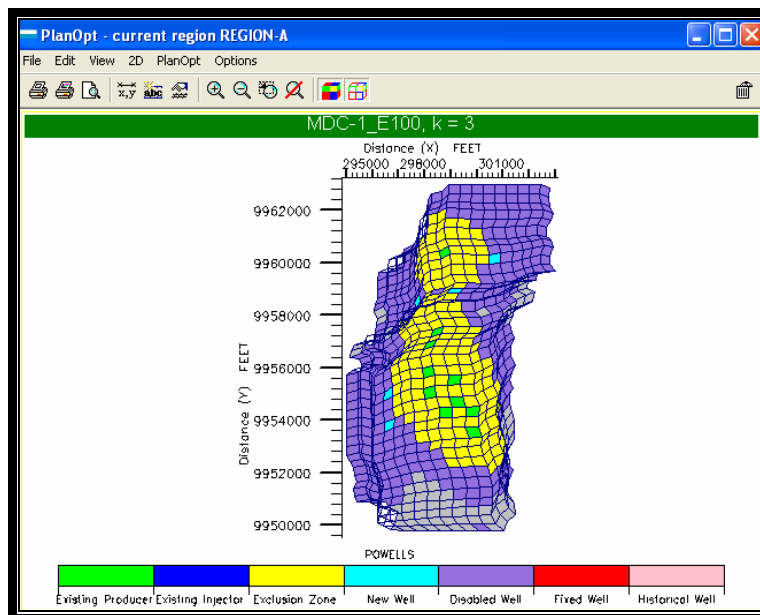 PlanOpt - current region REGION-A
File Edit View 2D PlanOpt Options
x,y abc
MDC-1_E100, k = 3
Distance (X) FEET
295000 298000 301000
9962000
9960000
9958000
9956000
9954000
9952000
9950000
Distance (Y) FEET
POWELLS
Existing Producer Existing Injector Exclusion Zone New Well Disabled Well Fixed Well Historical Well